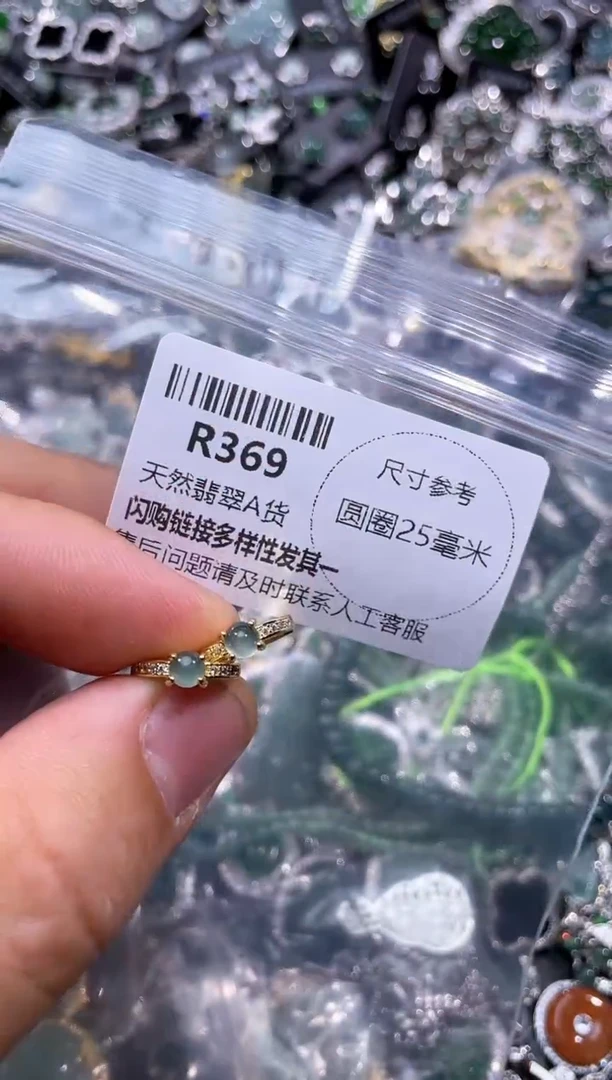 R369
天然翡翠A货
闪购链接多样性发其一
售后问题请及时联系人工客服
尺寸参考
圆圈25毫米